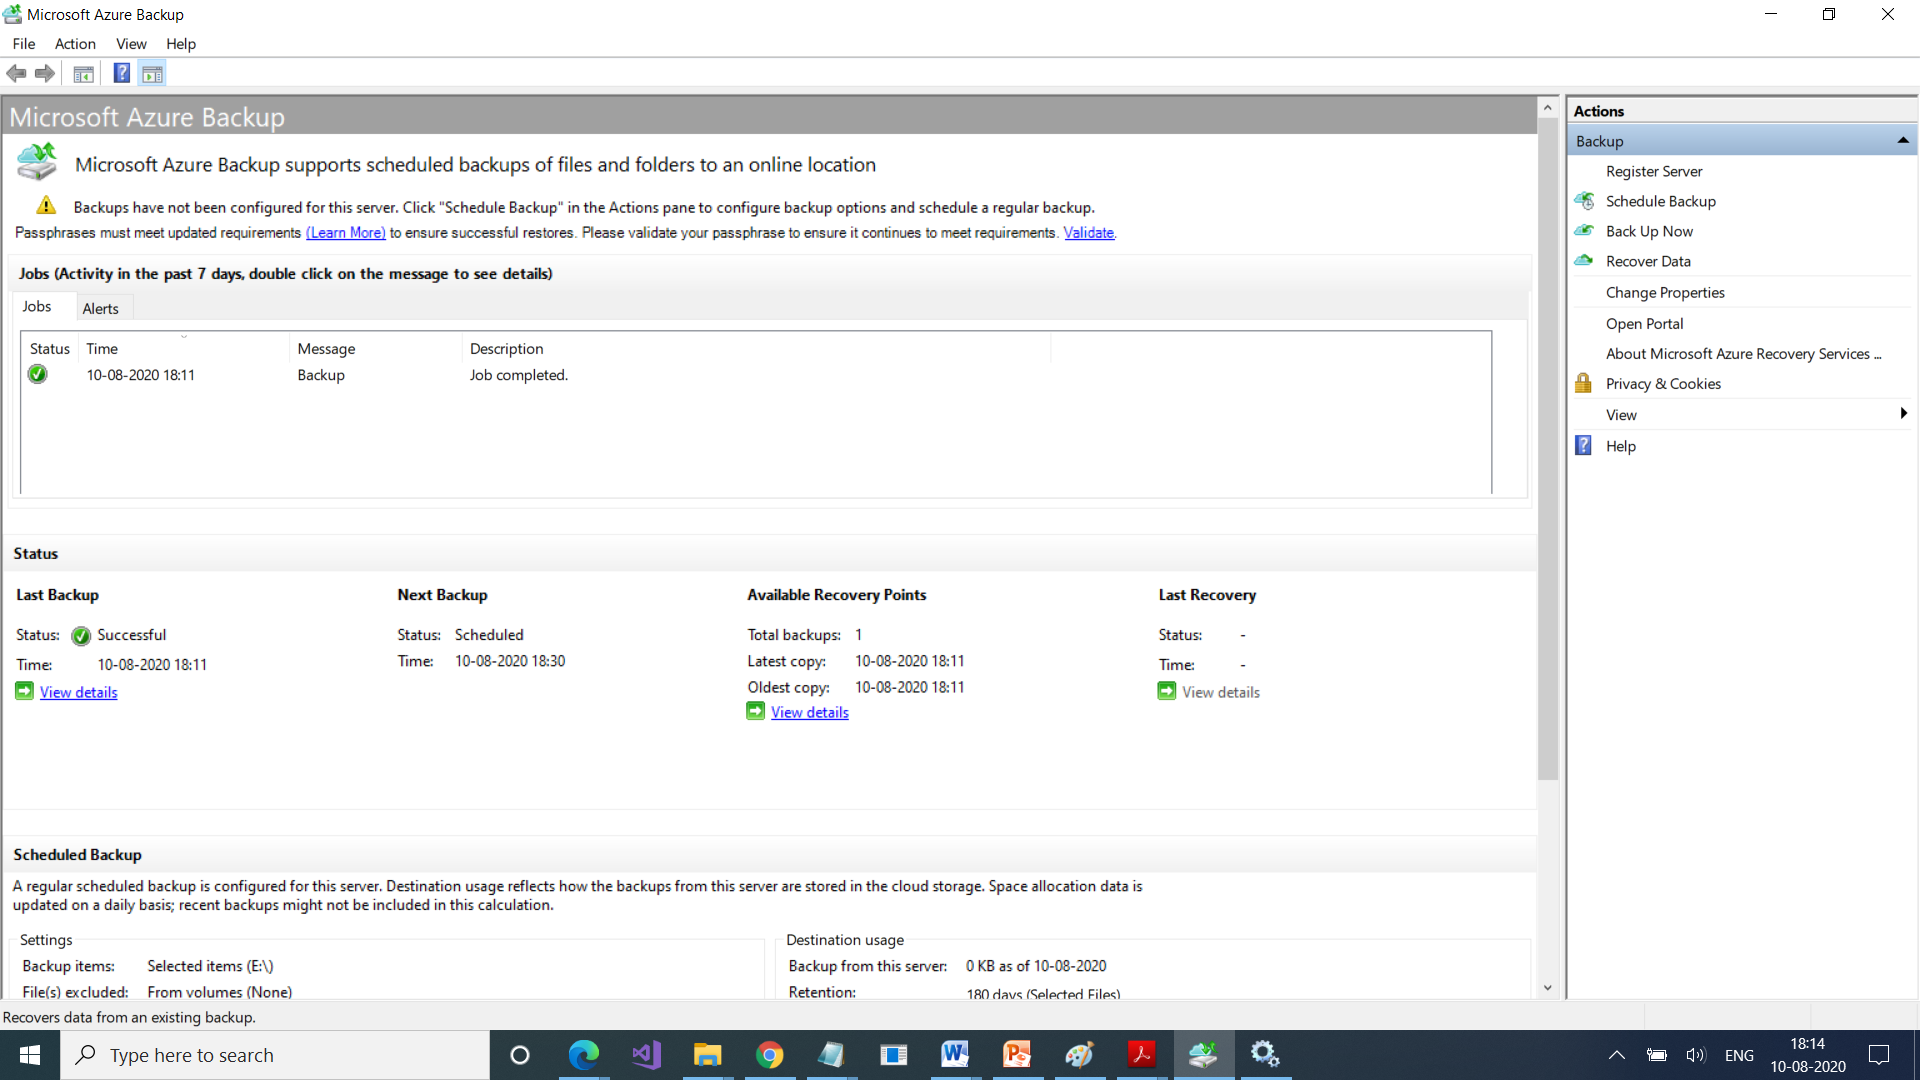 Microsoft Azure Backup
File Action View Help
Microsoft Azure Backup
Microsoft Azure Backup supports scheduled backups of files and folders to an online location
Backups have not been configured for this server. Click "Schedule Backup" in the Actions pane to configure backup options and schedule a regular backup.
Passphrases must meet updated requirements (Learn More) to ensure successful restores. Please validate your passphrase to ensure it continues to meet requirements. Validate.
Jobs (Activity in the past 7 days, double click on the message to see details)
Jobs Alerts
Status Time Message Description
10-08-2020 18:11 Backup Job completed.
Status
Last Backup
Status: Successful
Time: 10-08-2020 18:11
View details
Next Backup
Status: Scheduled
Time: 10-08-2020 18:30
Available Recovery Points
Total backups: 1
Latest copy: 10-08-2020 18:11
Oldest copy: 10-08-2020 18:11
View details
Last Recovery
Status: -
Time: -
View details
Scheduled Backup
A regular scheduled backup is configured for this server. Destination usage reflects how the backups from this server are stored in the cloud storage. Space allocation data is
updated on a daily basis; recent backups might not be included in this calculation.
Settings
Backup items: Selected items (E:\)
File(s) excluded: From volumes (None)
Destination usage
Backup from this server: 0 KB as of 10-08-2020
Retention: 180 days (Selected Files)
Actions
Backup
Register Server
Schedule Backup
Back Up Now
Recover Data
Change Properties
Open Portal
About Microsoft Azure Recovery Services ...
Privacy & Cookies
View
Help
Recovers data from an existing backup.
Type here to search
ENG
18:14
10-08-2020